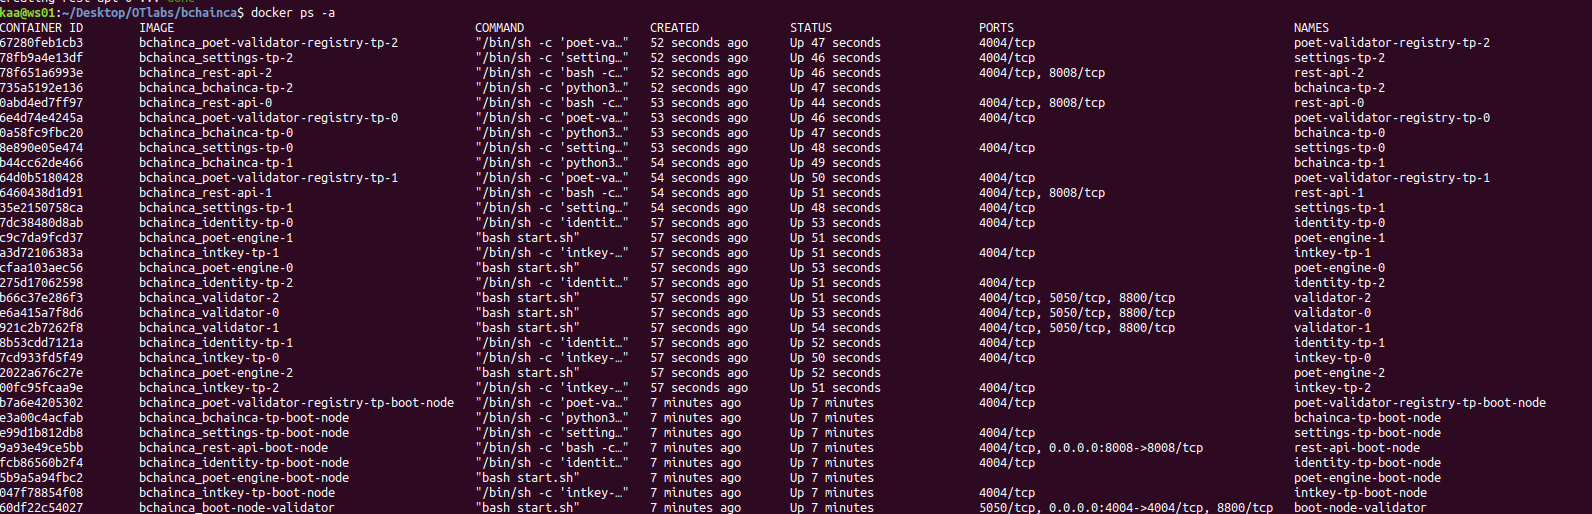 kaa@ws01:~/Desktop/OTlabs/bchainca$ docker ps -a
CONTAINER ID IMAGE COMMAND CREATED STATUS PORTS NAMES
67280feb1cb3 bchainca_poet-validator-registry-tp-2 "/bin/sh -c 'poet-va…" 52 seconds ago Up 47 seconds 4004/tcp poet-validator-registry-tp-2
78fb9a4e13df bchainca_settings-tp-2 "/bin/sh -c 'setting…" 52 seconds ago Up 46 seconds 4004/tcp settings-tp-2
78f651a6993e bchainca_rest-api-2 "/bin/sh -c 'bash -c…" 52 seconds ago Up 46 seconds 4004/tcp, 8008/tcp rest-api-2
735a5192e136 bchainca_bchainca-tp-2 "/bin/sh -c 'python3…" 52 seconds ago Up 47 seconds bchainca-tp-2
0abd4ed7ff97 bchainca_rest-api-0 "/bin/sh -c 'bash -c…" 53 seconds ago Up 44 seconds 4004/tcp, 8008/tcp rest-api-0
6e4d74e4245a bchainca_poet-validator-registry-tp-0 "/bin/sh -c 'poet-va…" 53 seconds ago Up 46 seconds 4004/tcp poet-validator-registry-tp-0
0a58fc9fbc20 bchainca_bchainca-tp-0 "/bin/sh -c 'python3…" 53 seconds ago Up 47 seconds bchainca-tp-0
8e890e05e474 bchainca_settings-tp-0 "/bin/sh -c 'setting…" 53 seconds ago Up 48 seconds 4004/tcp settings-tp-0
b44cc62de466 bchainca_bchainca-tp-1 "/bin/sh -c 'python3…" 54 seconds ago Up 49 seconds bchainca-tp-1
64d0b5180428 bchainca_poet-validator-registry-tp-1 "/bin/sh -c 'poet-va…" 54 seconds ago Up 50 seconds 4004/tcp poet-validator-registry-tp-1
6460438d1d91 bchainca_rest-api-1 "/bin/sh -c 'bash -c…" 54 seconds ago Up 51 seconds 4004/tcp, 8008/tcp rest-api-1
35e2150758ca bchainca_settings-tp-1 "/bin/sh -c 'setting…" 54 seconds ago Up 48 seconds 4004/tcp settings-tp-1
7dc38480d8ab bchainca_identity-tp-0 "/bin/sh -c 'identit…" 57 seconds ago Up 53 seconds 4004/tcp identity-tp-0
c9c7da9fcd37 bchainca_poet-engine-1 "bash start.sh" 57 seconds ago Up 51 seconds poet-engine-1
a3d72106383a bchainca_intkey-tp-1 "/bin/sh -c 'intkey-…" 57 seconds ago Up 51 seconds 4004/tcp intkey-tp-1
cfaa103aec56 bchainca_poet-engine-0 "bash start.sh" 57 seconds ago Up 53 seconds poet-engine-0
275d17062598 bchainca_identity-tp-2 "/bin/sh -c 'identit…" 57 seconds ago Up 51 seconds 4004/tcp identity-tp-2
b66c37e286f3 bchainca_validator-2 "bash start.sh" 57 seconds ago Up 51 seconds 4004/tcp, 5050/tcp, 8800/tcp validator-2
e6a415a7f8d6 bchainca_validator-0 "bash start.sh" 57 seconds ago Up 53 seconds 4004/tcp, 5050/tcp, 8800/tcp validator-0
921c2b7262f8 bchainca_validator-1 "bash start.sh" 57 seconds ago Up 54 seconds 4004/tcp, 5050/tcp, 8800/tcp validator-1
8b53cdd7121a bchainca_identity-tp-1 "/bin/sh -c 'identit…" 57 seconds ago Up 52 seconds 4004/tcp identity-tp-1
7cd933fd5f49 bchainca_intkey-tp-0 "/bin/sh -c 'intkey-…" 57 seconds ago Up 50 seconds 4004/tcp intkey-tp-0
2022a676c27e bchainca_poet-engine-2 "bash start.sh" 57 seconds ago Up 52 seconds poet-engine-2
00fc95fcaa9e bchainca_intkey-tp-2 "/bin/sh -c 'intkey-…" 57 seconds ago Up 51 seconds 4004/tcp intkey-tp-2
b7a6e4205302 bchainca_poet-validator-registry-tp-boot-node "/bin/sh -c 'poet-va…" 7 minutes ago Up 7 minutes 4004/tcp poet-validator-registry-tp-boot-node
e3a00c4acfab bchainca_bchainca-tp-boot-node "/bin/sh -c 'python3…" 7 minutes ago Up 7 minutes bchainca-tp-boot-node
e99d1b812db8 bchainca_settings-tp-boot-node "/bin/sh -c 'setting…" 7 minutes ago Up 7 minutes 4004/tcp settings-tp-boot-node
9a93e49ce5bb bchainca_rest-api-boot-node "/bin/sh -c 'bash -c…" 7 minutes ago Up 7 minutes 4004/tcp, 0.0.0.0:8008->8008/tcp rest-api-boot-node
fcb86560b2f4 bchainca_identity-tp-boot-node "/bin/sh -c 'identit…" 7 minutes ago Up 7 minutes 4004/tcp identity-tp-boot-node
5b9a5a94fbc2 bchainca_poet-engine-boot-node "bash start.sh" 7 minutes ago Up 7 minutes poet-engine-boot-node
047f78854f08 bchainca_intkey-tp-boot-node "/bin/sh -c 'intkey-…" 7 minutes ago Up 7 minutes 4004/tcp intkey-tp-boot-node
60df22c54027 bchainca_boot-node-validator "bash start.sh" 7 minutes ago Up 7 minutes 5050/tcp, 0.0.0.0:4004->4004/tcp, 8800/tcp boot-node-validator